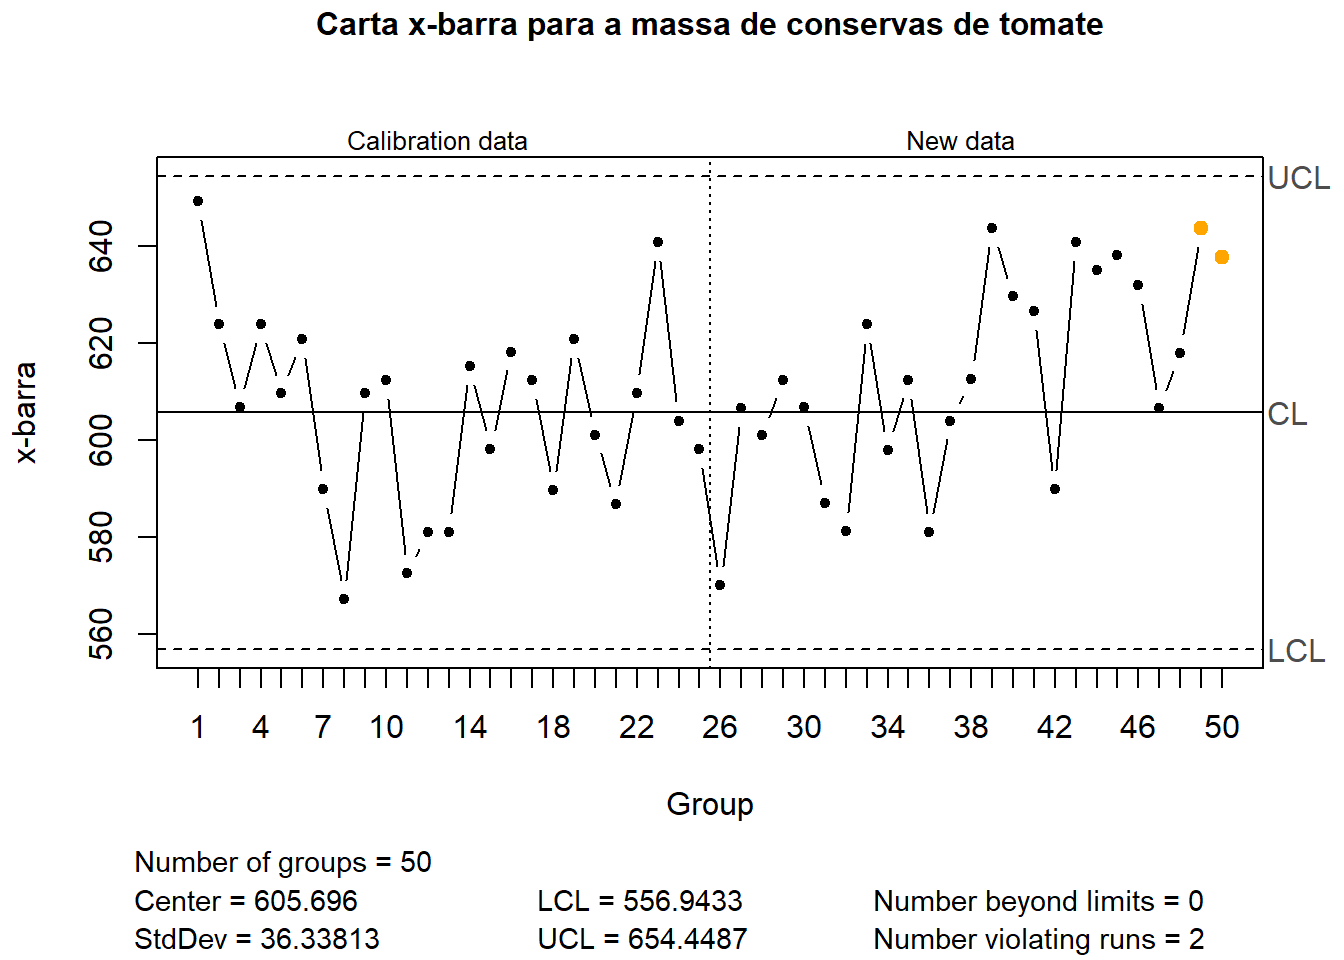 Carta x-barra para a massa de conservas de tomate
Calibration data New data
UCL
CL
LCL
x-barra
640
620
600
580
560
1 4 7 10 14 18 22 26 30 34 38 42 46 50
Group
Number of groups = 50
Center = 605.696 LCL = 556.9433 Number beyond limits = 0
StdDev = 36.33813 UCL = 654.4487 Number violating runs = 2